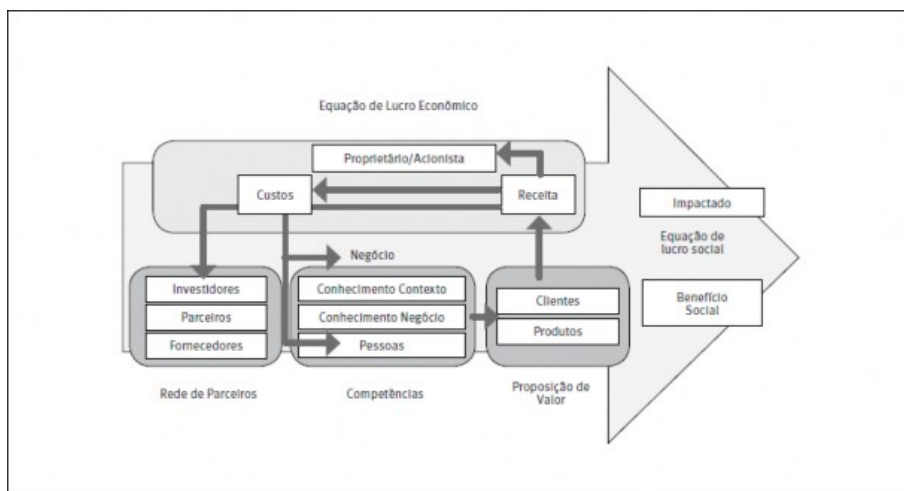 Equação de Lucro Econômico
Proprietário/Acionista
Custos
Receita
Impactado
Equação de
lucro social
Benefício
Social
Negócio
Investidores
Parceiros
Fornecedores
Conhecimento Contexto
Conhecimento Negócio
Pessoas
Clientes
Produtos
Rede de Parceiros
Competências
Proposição de
Valor